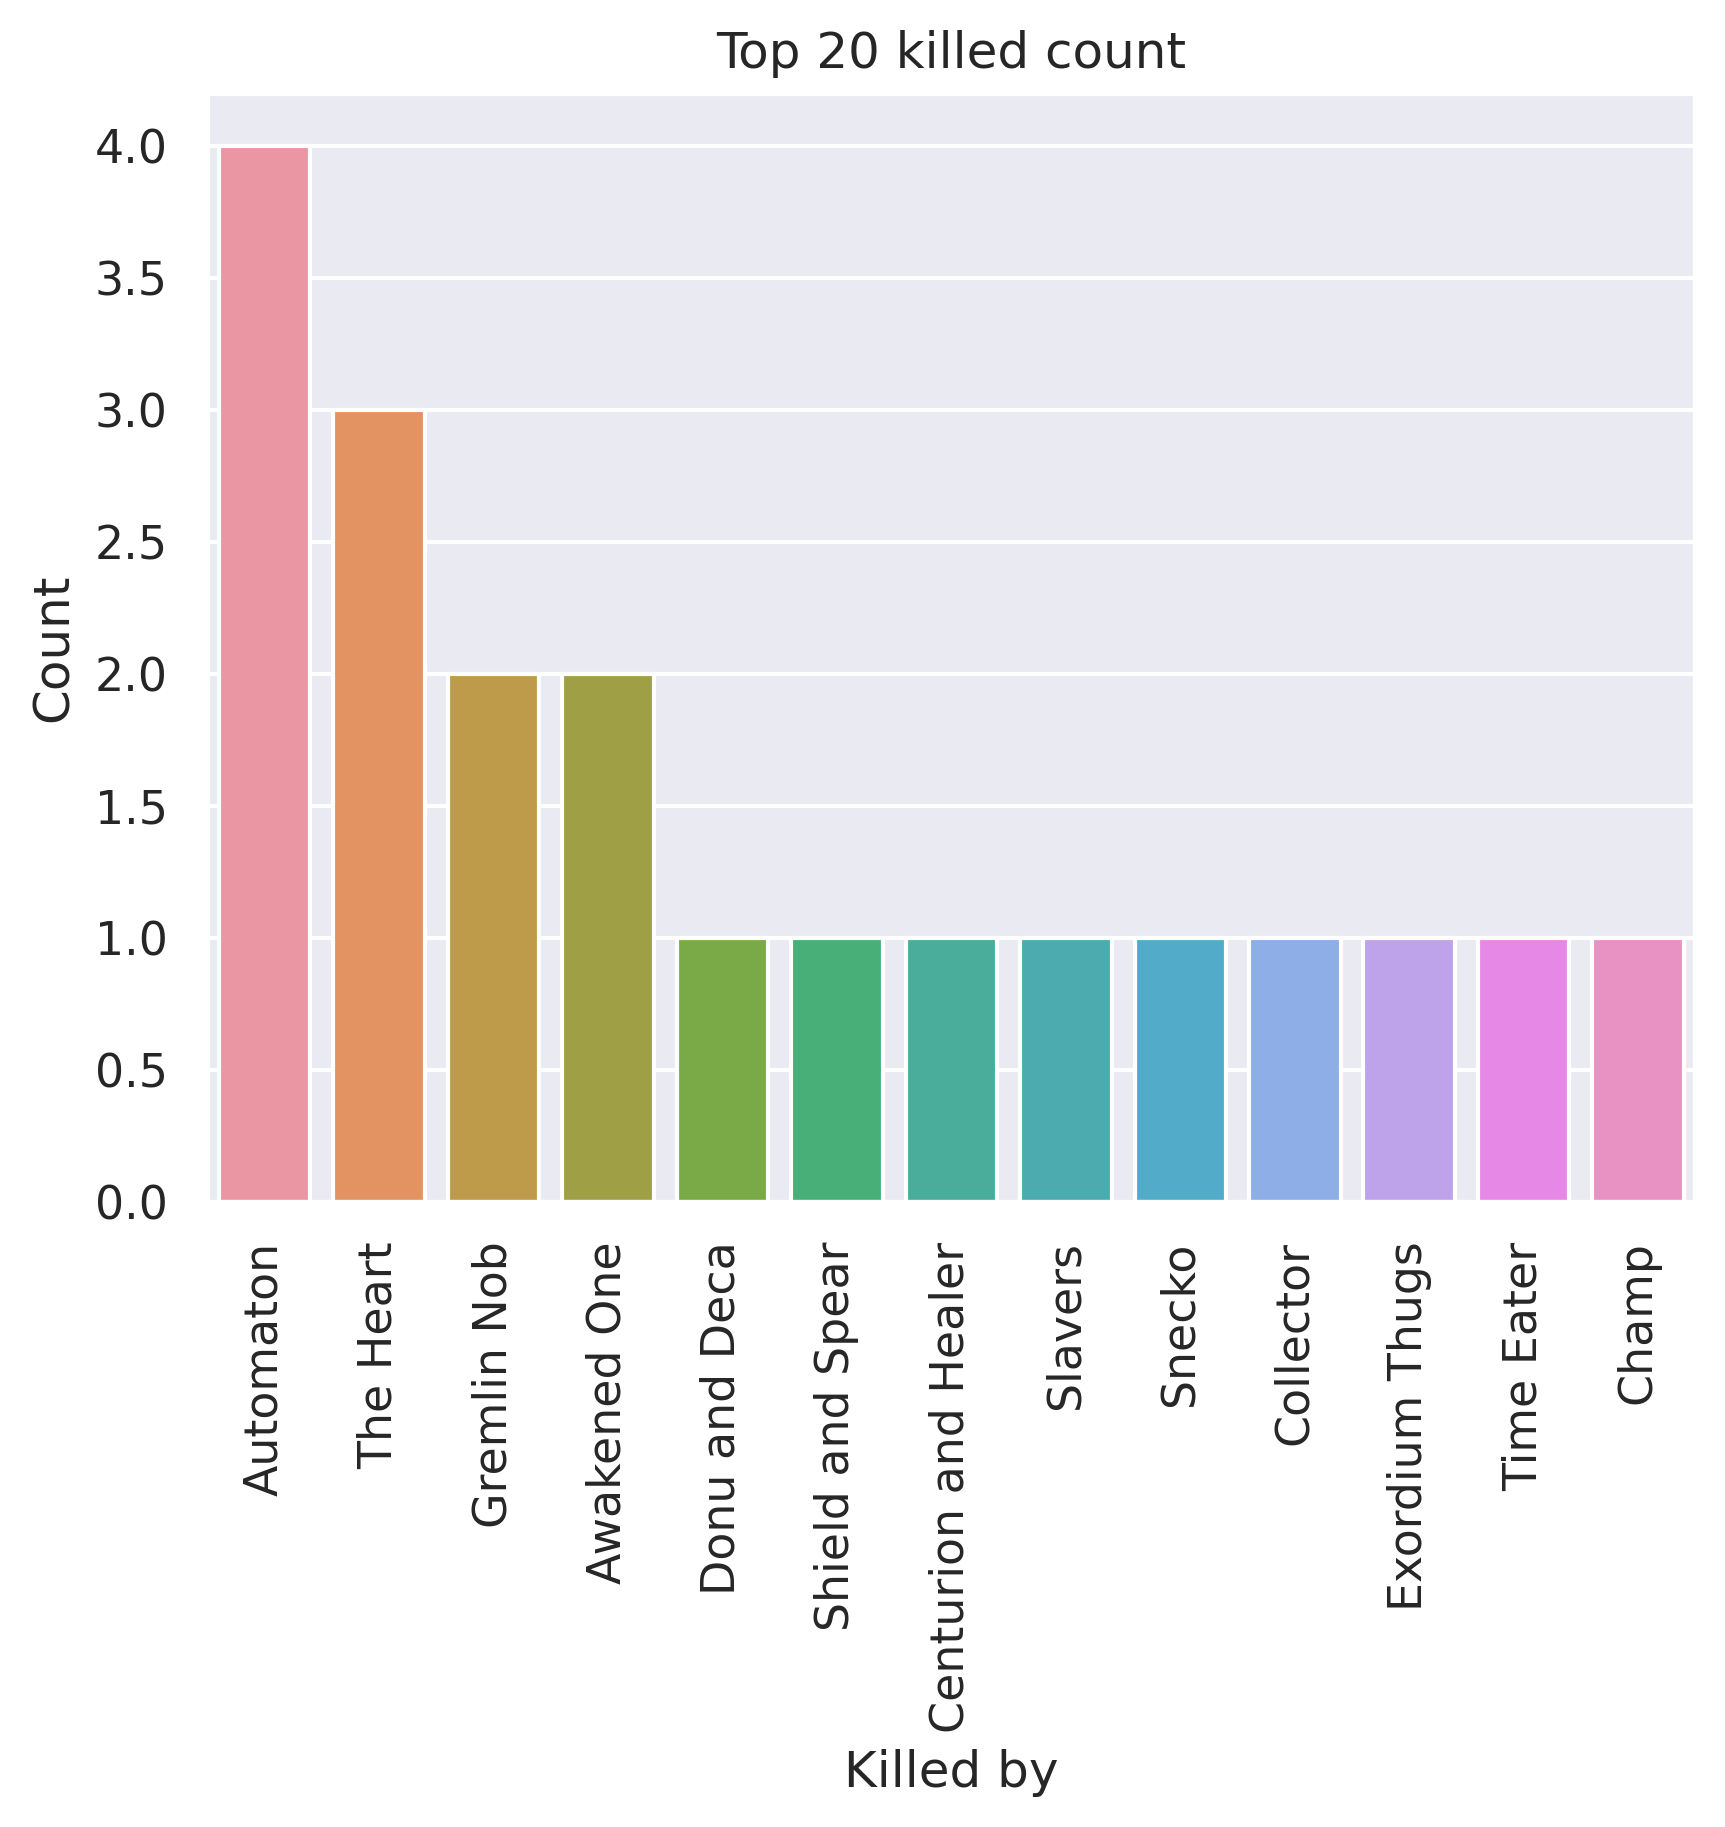 Top 20 killed count
Count
4.0
3.5
3.0
2.5
2.0
1.5
1.0
0.5
0.0
Automaton
The Heart
Gremlin Nob
Awakened One
Donu and Deca
Shield and Spear
Centurion and Healer
Slavers
Snecko
Collector
Exordium Thugs
Time Eater
Champ
Killed by